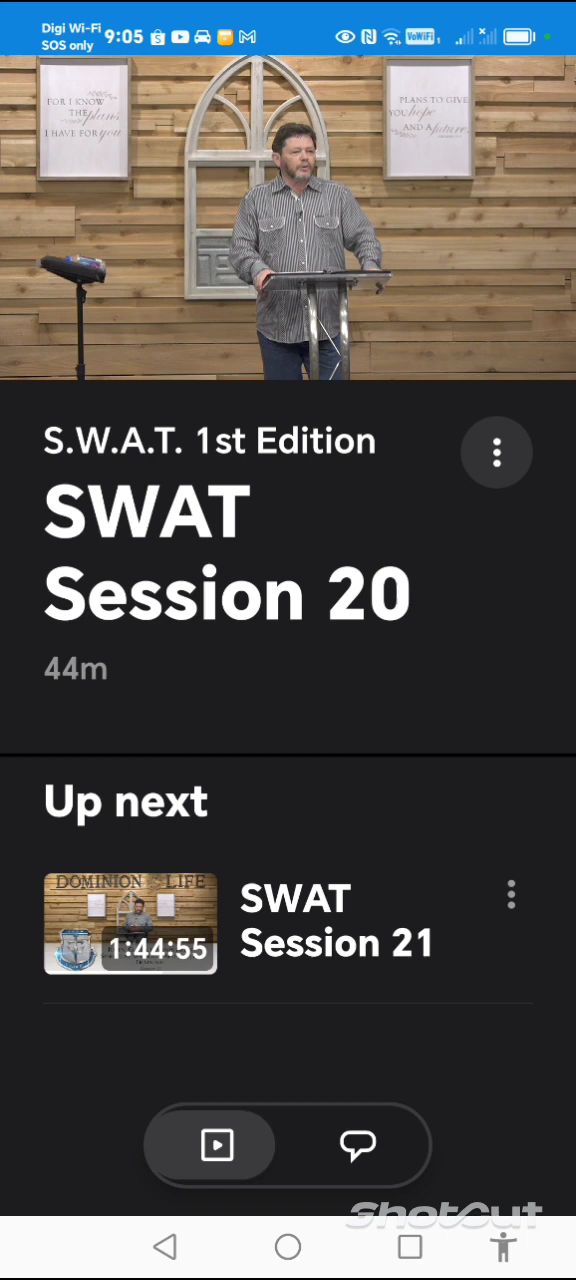 Digi Wi-Fi
SOS only
9:05
VoWiFi 1
FOR I KNOW
THE plans
I HAVE FOR you
PLANS TO GIVE
YOU hope
AND A future.
S.W.A.T. 1st Edition
SWAT
Session 20
44m
Up next
DOMINION LIFE
1:44:55
SWAT
Session 21
ShotCut